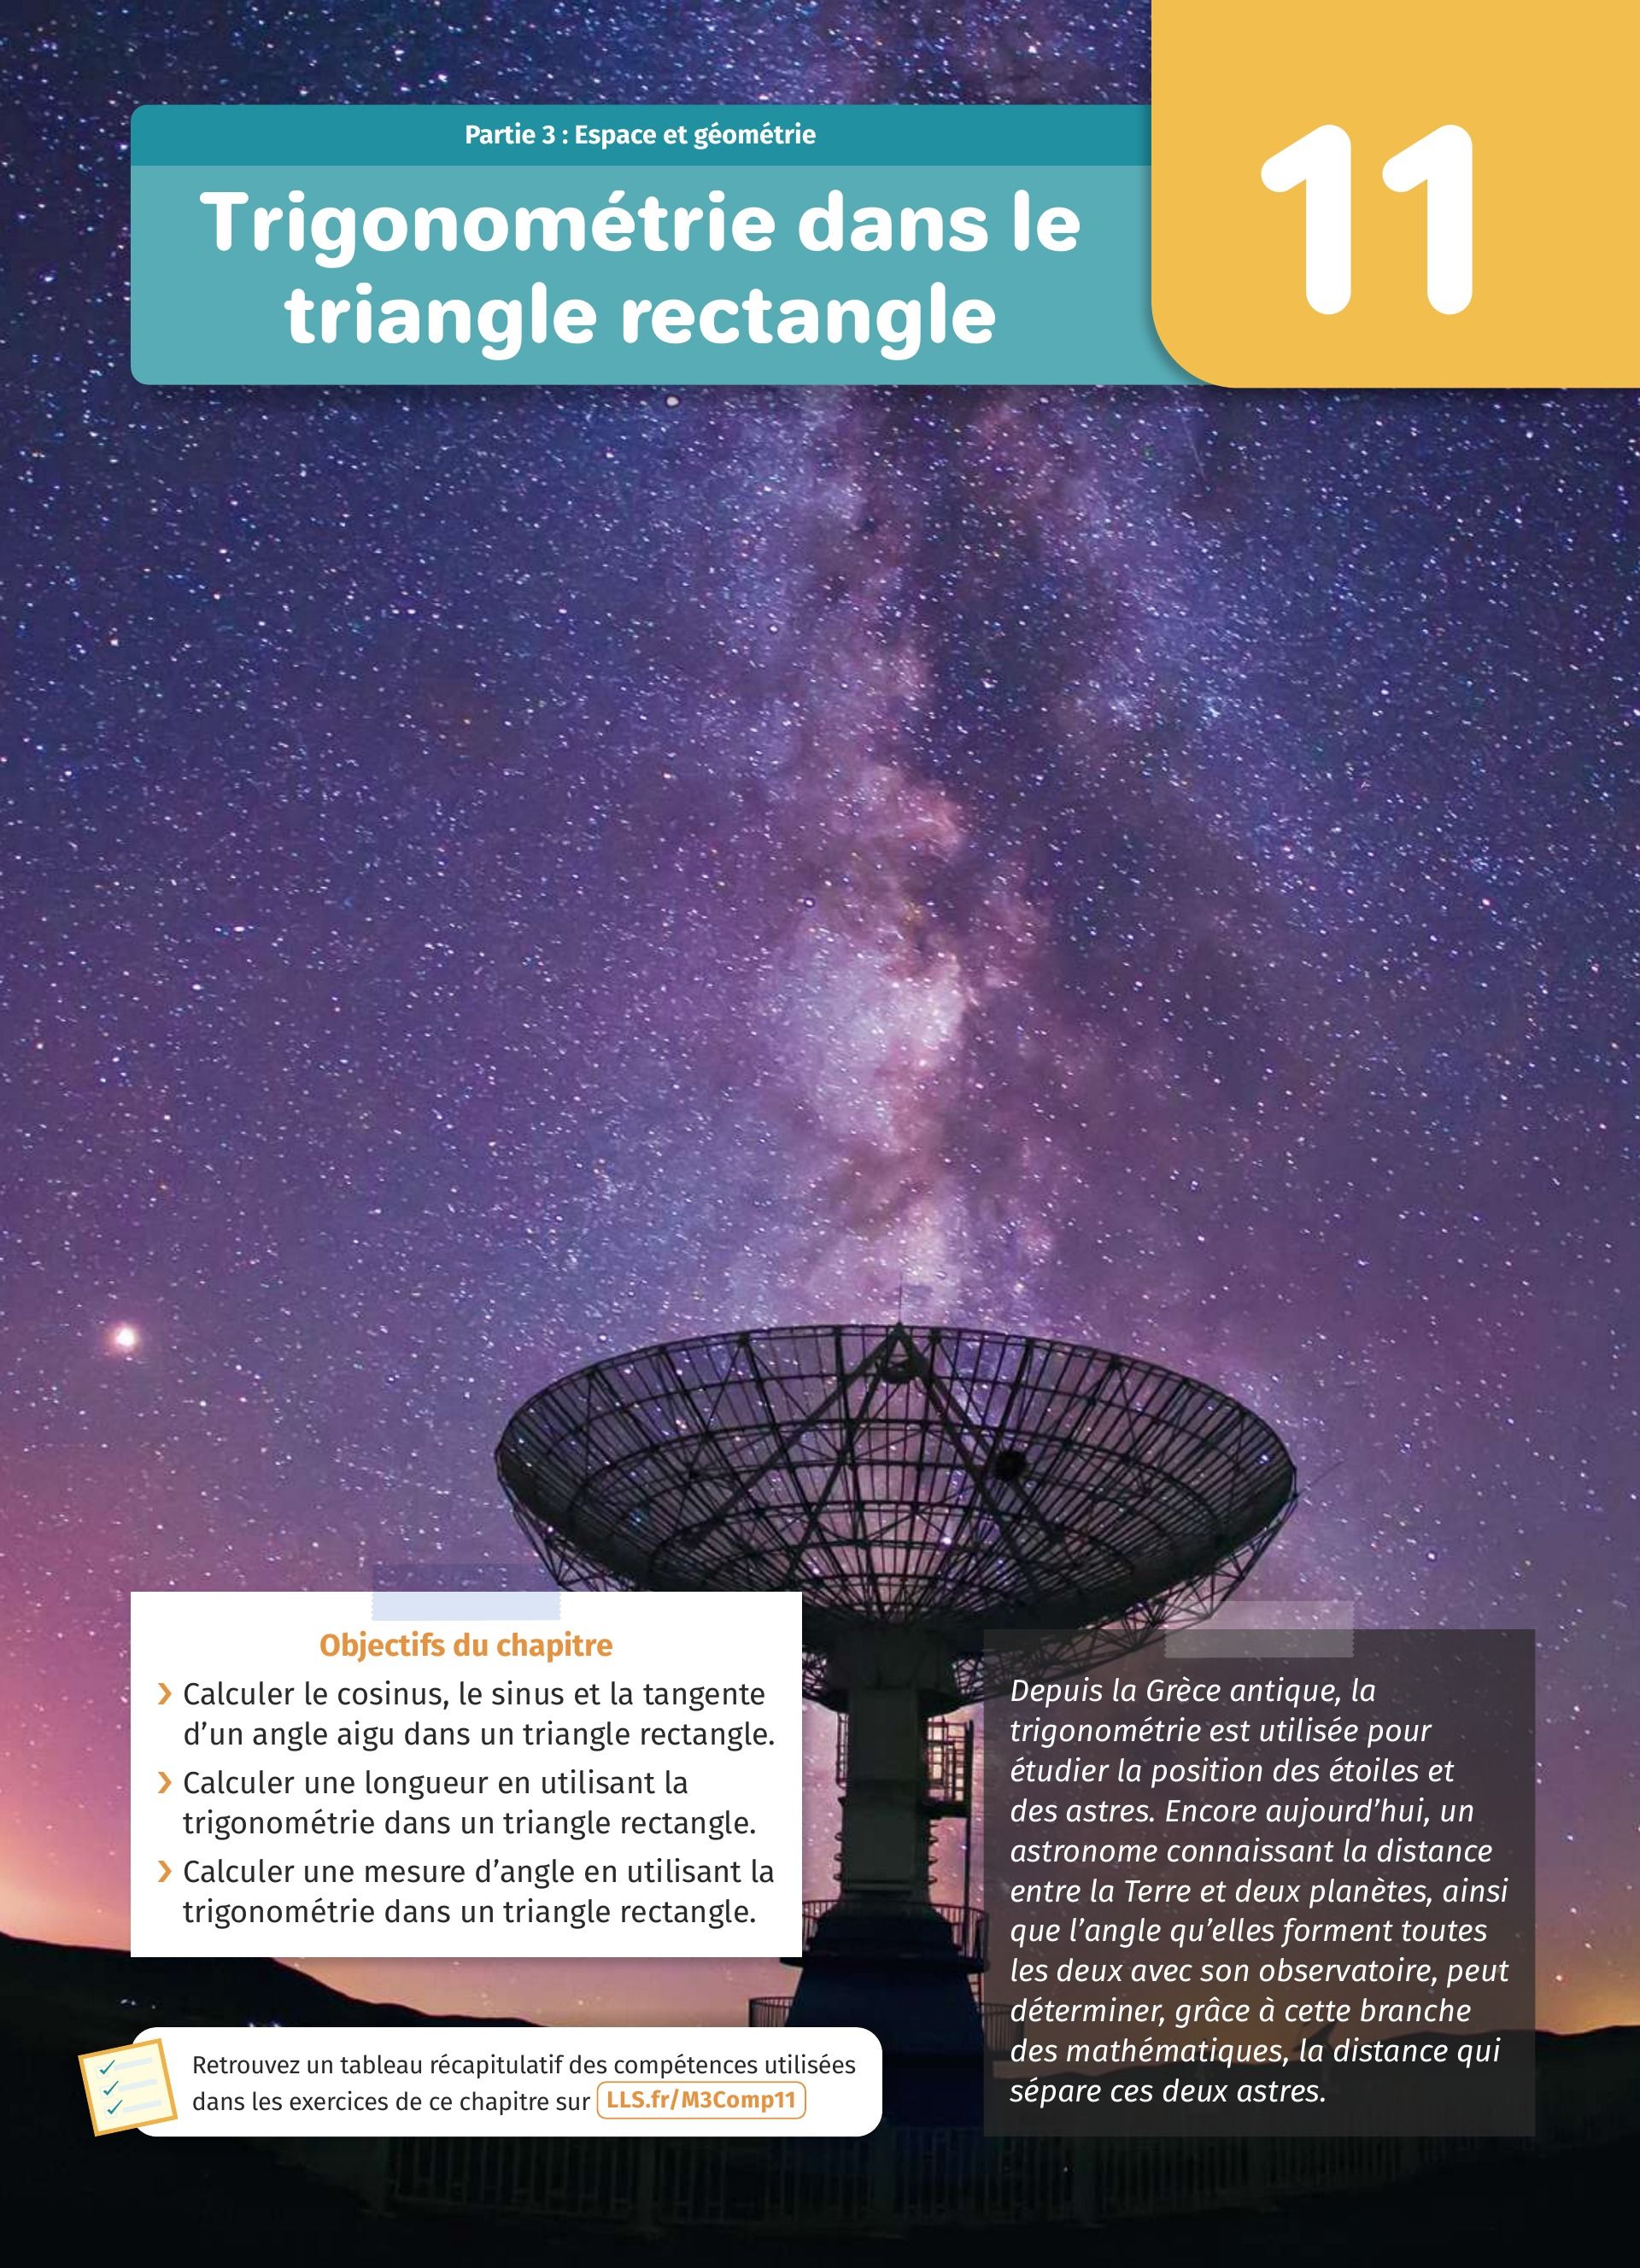 Partie 3 : Espace et géométrie
Trigonométrie dans le
triangle rectangle
11
Objectifs du chapitre
› Calculer le cosinus, le sinus et la tangente
d’un angle aigu dans un triangle rectangle.
› Calculer une longueur en utilisant la
trigonométrie dans un triangle rectangle.
› Calculer une mesure d’angle en utilisant la
trigonométrie dans un triangle rectangle.
Retrouvez un tableau récapitulatif des compétences utilisées
dans les exercices de ce chapitre sur LLS.fr/M3Comp11
Depuis la Grèce antique, la
trigonométrie est utilisée pour
étudier la position des étoiles et
des astres. Encore aujourd’hui, un
astronome connaissant la distance
entre la Terre et deux planètes, ainsi
que l’angle qu’elles forment toutes
les deux avec son observatoire, peut
déterminer, grâce à cette branche
des mathématiques, la distance qui
sépare ces deux astres.